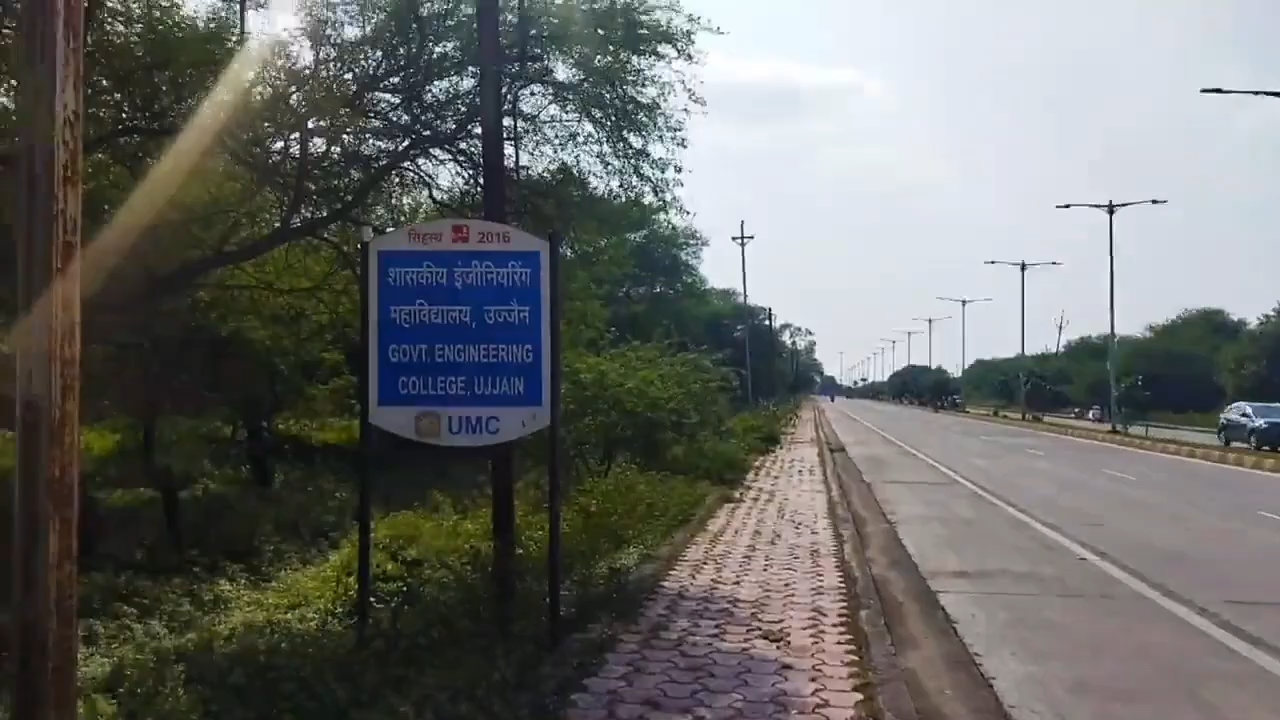 सिंहस्थ 2016
शासकीय इंजीनियरिंग
महाविद्यालय, उज्जैन
GOVT. ENGINEERING
COLLEGE, UJJAIN
UMC